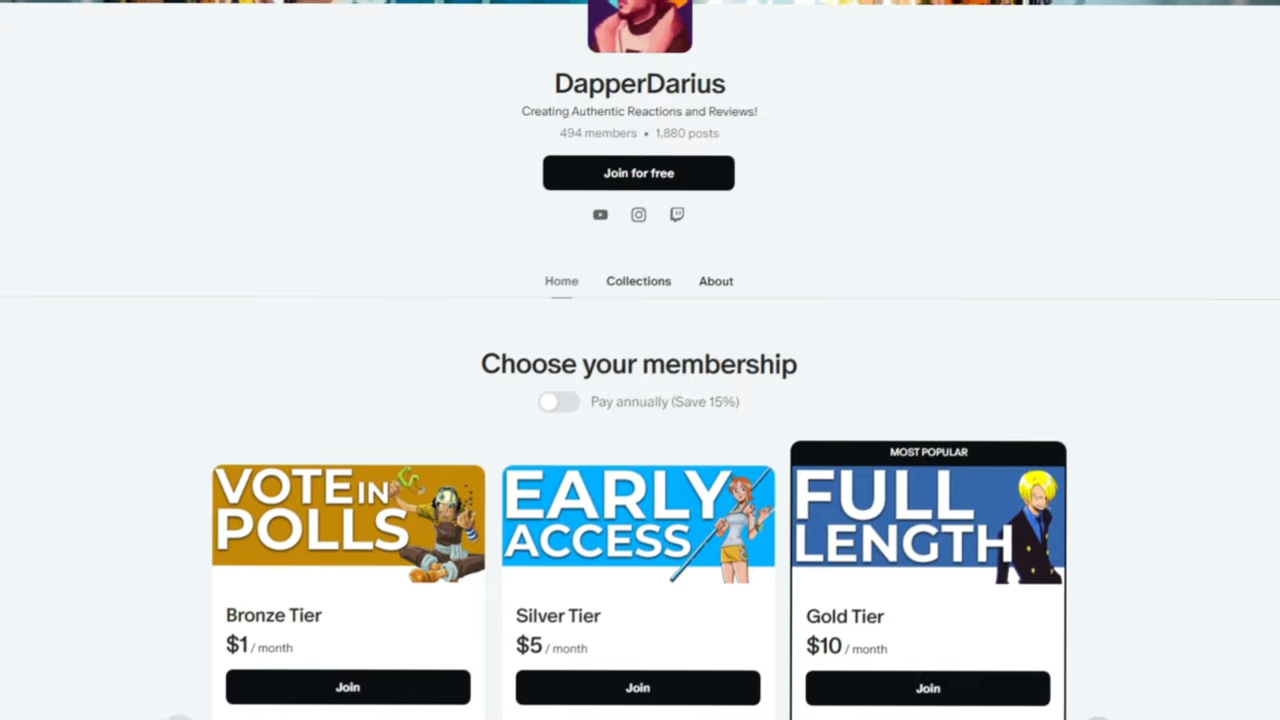 DapperDarius
Creating Authentic Reactions and Reviews!
494 members • 1,880 posts
Join for free
Home Collections About
Choose your membership
Pay annually (Save 15%)
MOST POPULAR
VOTE IN
POLLS
EARLY
ACCESS
FULL
LENGTH
Bronze Tier
$1 / month
Join
Silver Tier
$5 / month
Join
Gold Tier
$10 / month
Join